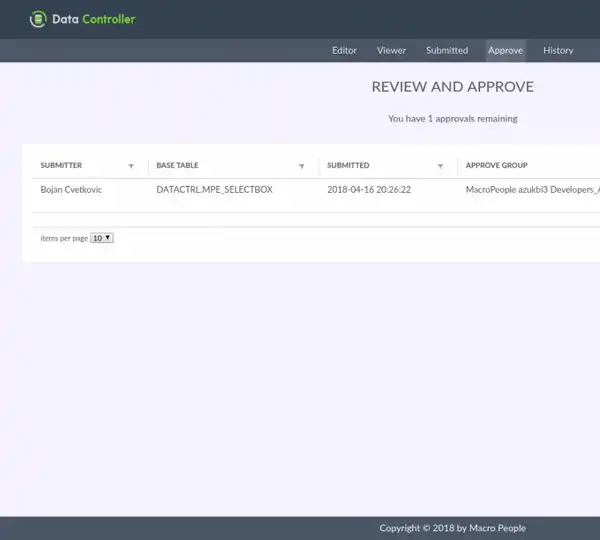 Data Controller
Editor Viewer Submitted Approve History
REVIEW AND APPROVE
You have 1 approvals remaining
SUBMITTER BASE TABLE SUBMITTED APPROVE GROUP
Bojan Cvetkovic DATACTRL.MPE_SELECTBOX 2018-04-16 20:26:22 MacroPeople azukbi3 Developers_
items per page 10
Copyright © 2018 by Macro People